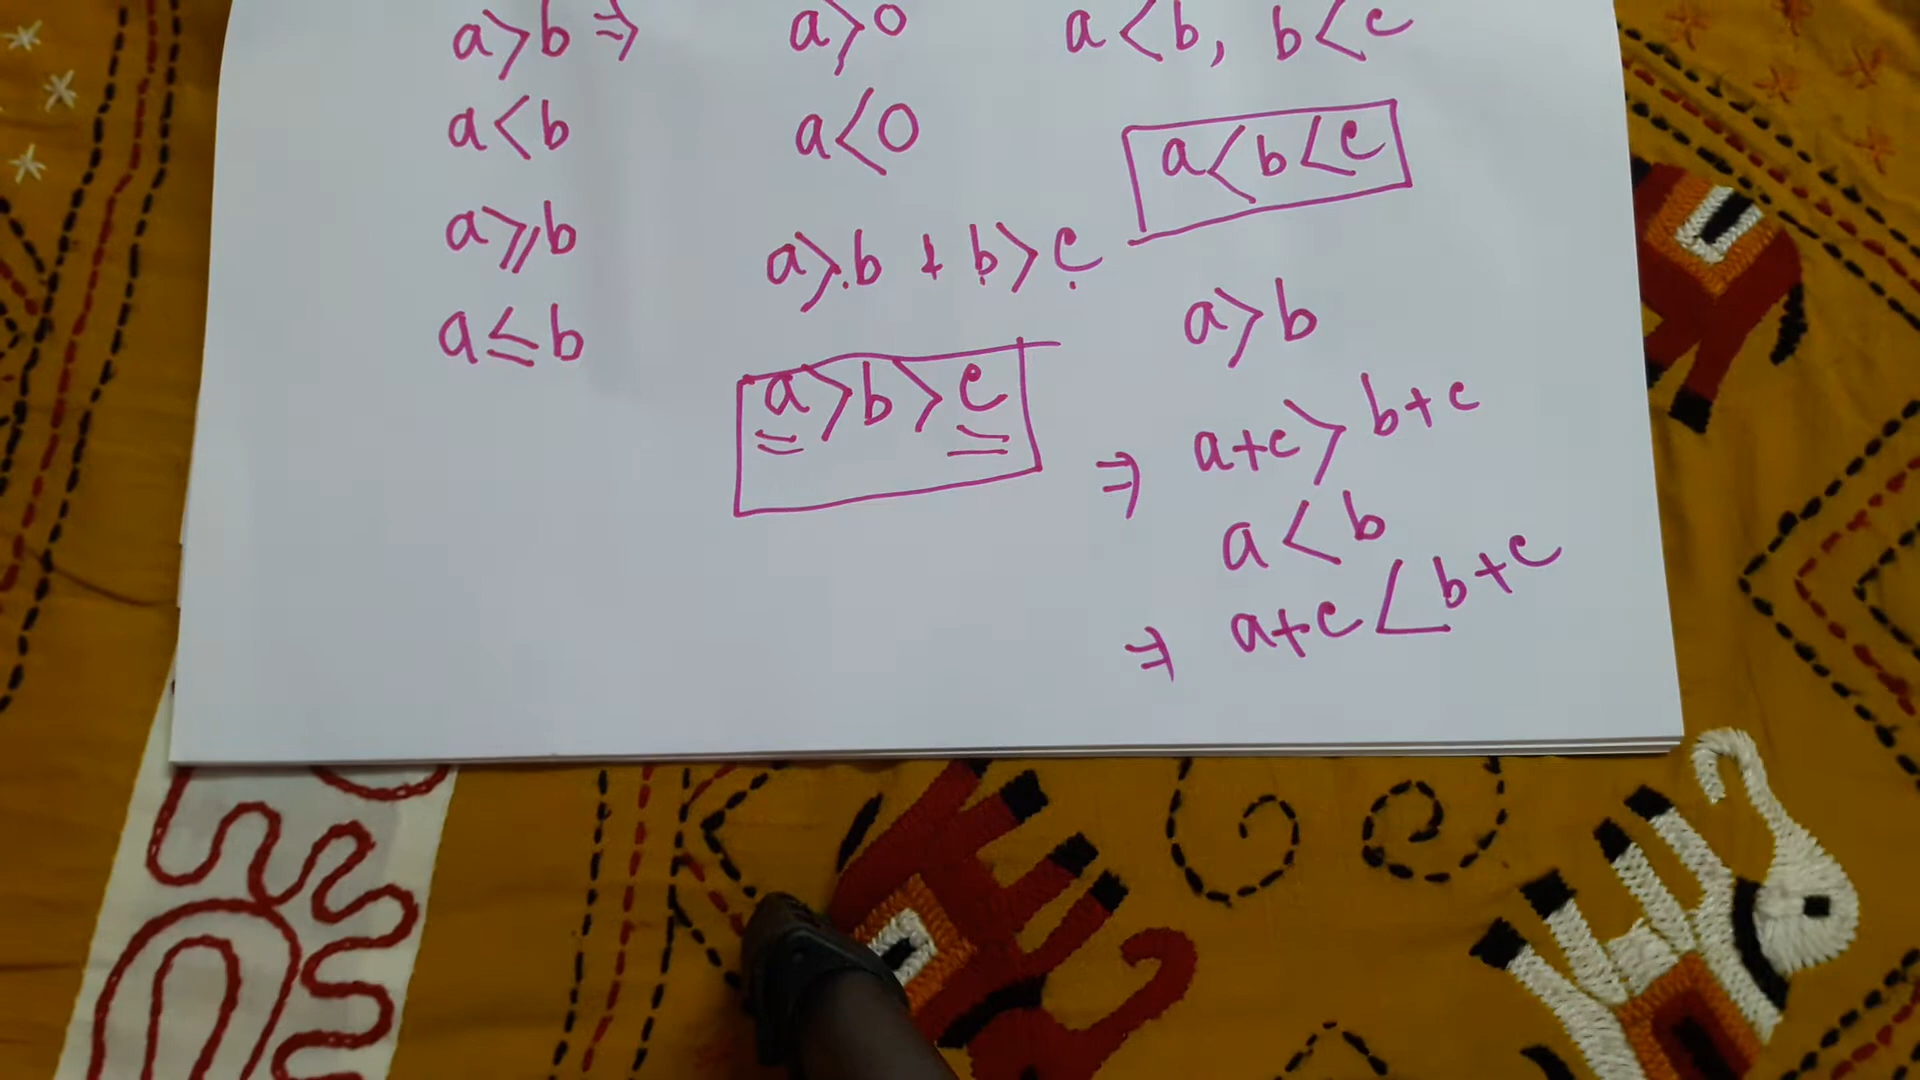 a>b ⇒
a<b
a⩾b
a≤b
a>0
a<0
a>b + b>c
a>b>c
a<b, b<c
a<b<c
a>b
⇒ a+c>b+c
a<b
⇒ a+c<b+c